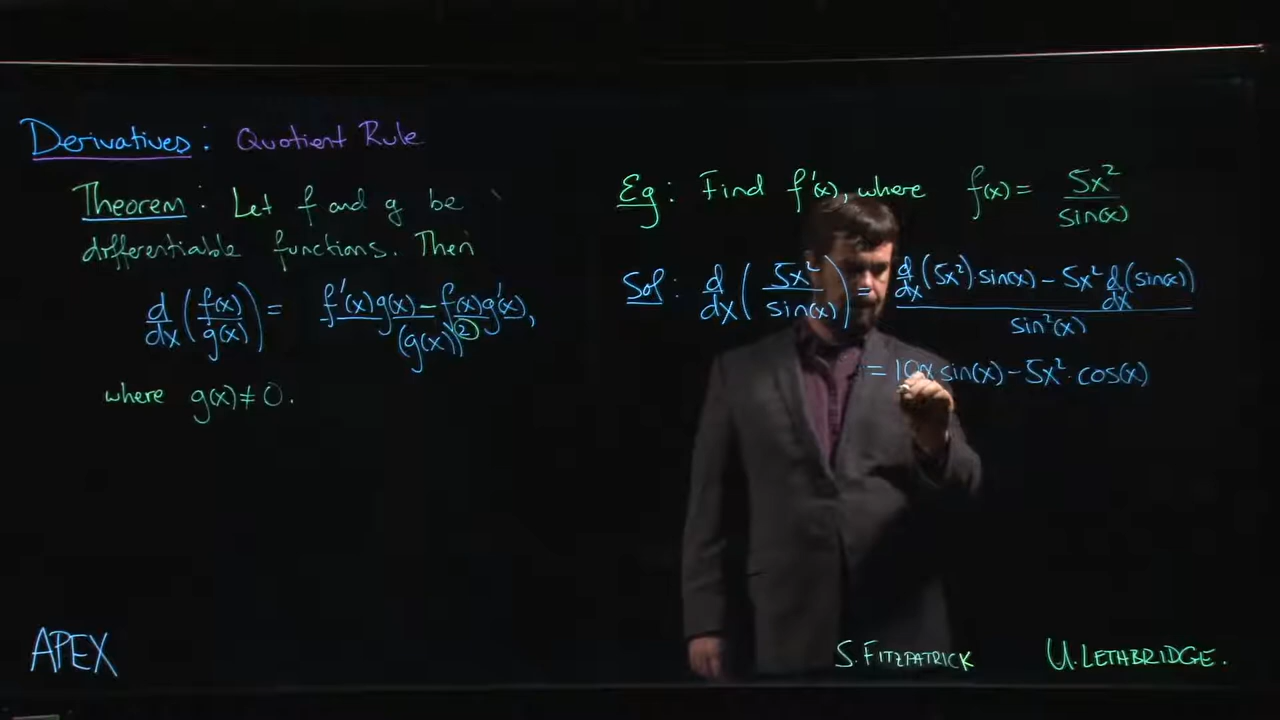 Derivatives: Quotient Rule
Theorem: Let f and g be
differentiable functions. Then
d/dx (f(x)/g(x)) = (f'(x)g(x) - f(x)g'(x))/(g(x))^2,
where g(x) ≠ 0.
Eg: Find f'(x), where f(x) = 5x²/sin(x)
Sol: d/dx (5x²/sin(x)) = (d/dx(5x²)·sin(x) - 5x² d/dx(sin(x)))/sin²(x)
= 10x sin(x) - 5x²·cos(x)
APEX
S. FITZPATRICK
U. LETHBRIDGE.